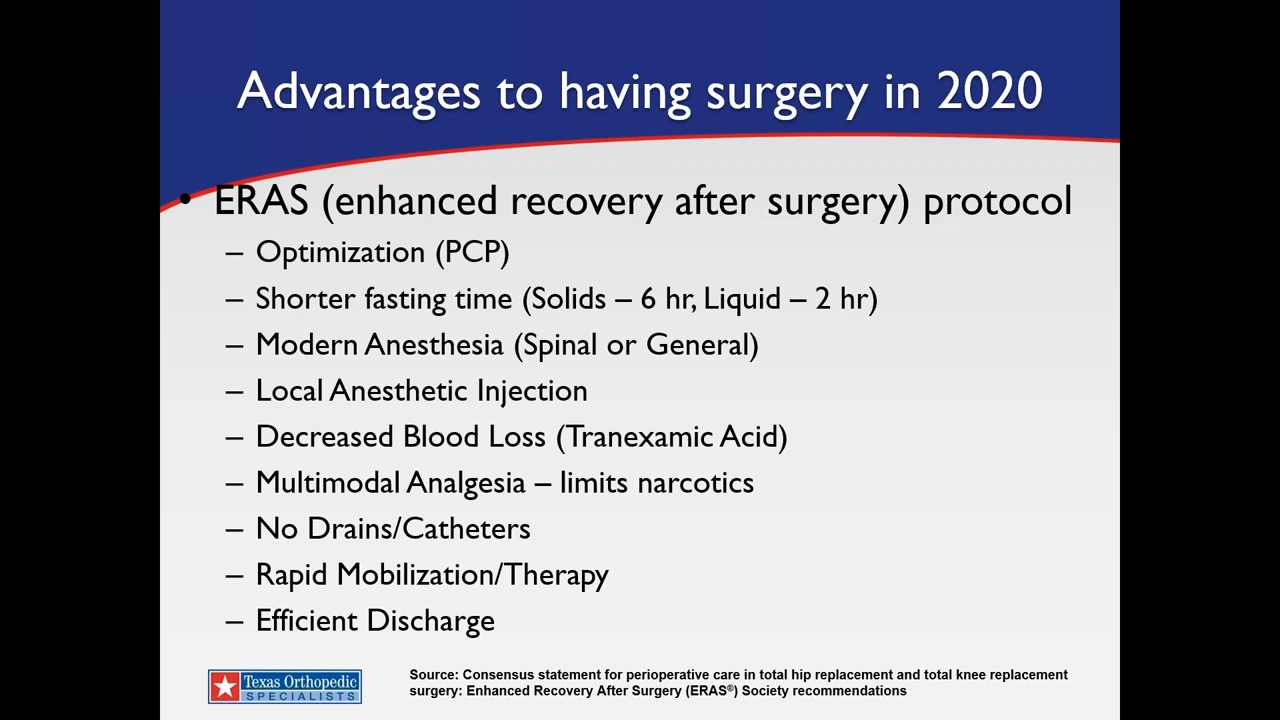 Advantages to having surgery in 2020
• ERAS (enhanced recovery after surgery) protocol
– Optimization (PCP)
– Shorter fasting time (Solids – 6 hr, Liquid – 2 hr)
– Modern Anesthesia (Spinal or General)
– Local Anesthetic Injection
– Decreased Blood Loss (Tranexamic Acid)
– Multimodal Analgesia – limits narcotics
– No Drains/Catheters
– Rapid Mobilization/Therapy
– Efficient Discharge
Texas Orthopedic
SPECIALISTS
Source: Consensus statement for perioperative care in total hip replacement and total knee replacement
surgery: Enhanced Recovery After Surgery (ERAS®) Society recommendations